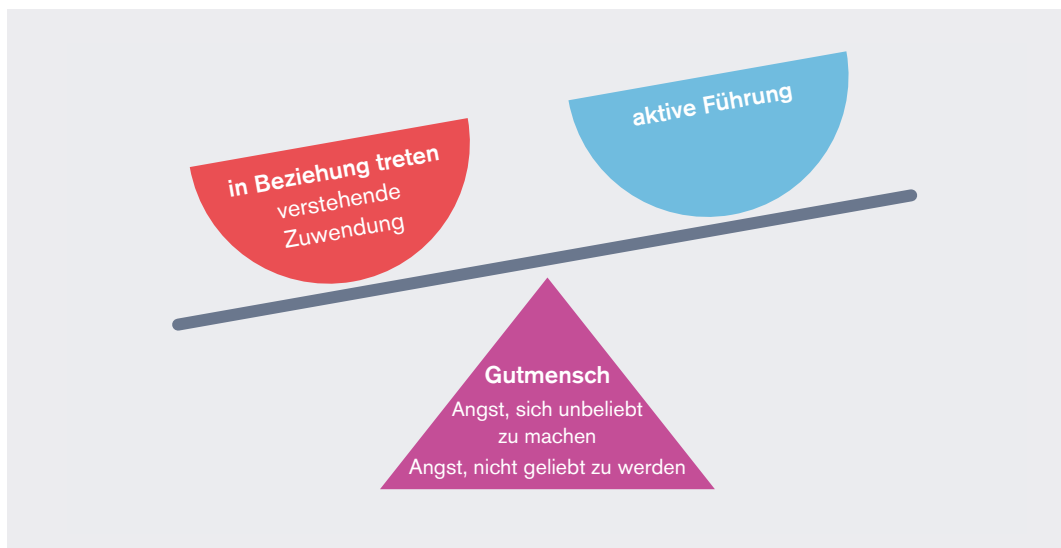 in Beziehung treten
verstehende
Zuwendung
aktive Führung
Gutmensch
Angst, sich unbeliebt
zu machen
Angst, nicht geliebt zu werden